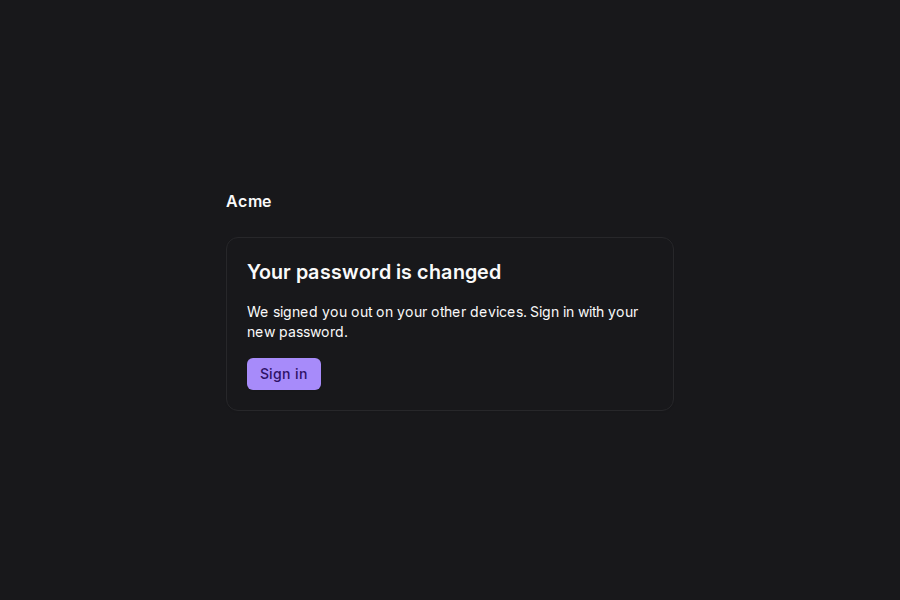 Acme
Your password is changed
We signed you out on your other devices. Sign in with your
new password.
Sign in